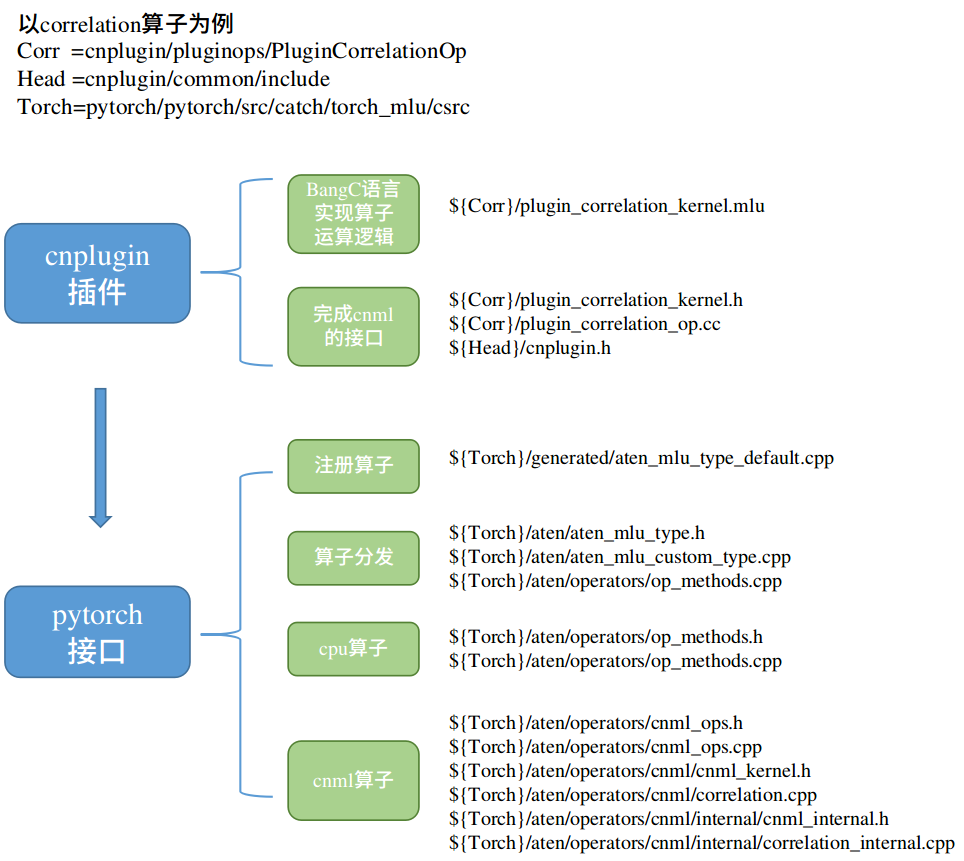 以correlation算子为例
Corr =cnplugin/pluginops/PluginCorrelationOp
Head =cnplugin/common/include
Torch=pytorch/pytorch/src/catch/torch_mlu/csrc
cnplugin
插件
BangC语言
实现算子
运算逻辑
${Corr}/plugin_correlation_kernel.mlu
完成cnml
的接口
${Corr}/plugin_correlation_kernel.h
${Corr}/plugin_correlation_op.cc
${Head}/cnplugin.h
pytorch
接口
注册算子
${Torch}/generated/aten_mlu_type_default.cpp
算子分发
${Torch}/aten/aten_mlu_type.h
${Torch}/aten/aten_mlu_custom_type.cpp
${Torch}/aten/operators/op_methods.cpp
cpu算子
${Torch}/aten/operators/op_methods.h
${Torch}/aten/operators/op_methods.cpp
cnml算子
${Torch}/aten/operators/cnml_ops.h
${Torch}/aten/operators/cnml_ops.cpp
${Torch}/aten/operators/cnml/cnml_kernel.h
${Torch}/aten/operators/cnml/correlation.cpp
${Torch}/aten/operators/cnml/internal/cnml_internal.h
${Torch}/aten/operators/cnml/internal/correlation_internal.cpp